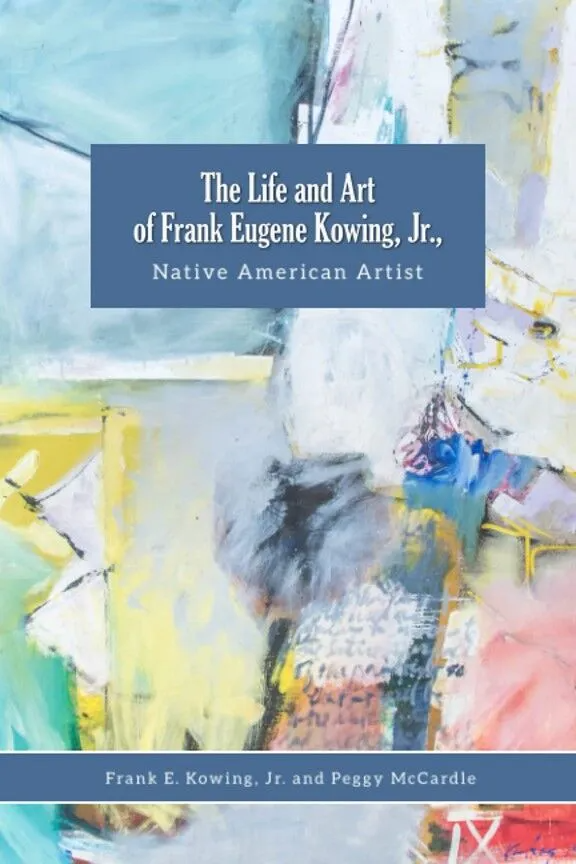 The Life and Art
of Frank Eugene Kowing, Jr.,
Native American Artist
Frank E. Kowing, Jr. and Peggy McCardle